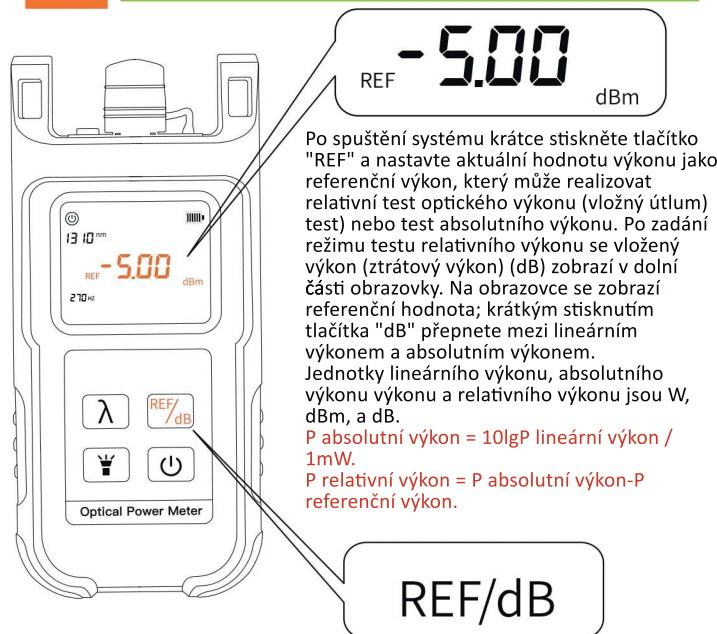 REF -5.00 dBm
Po spuštění systému krátce stiskněte tlačítko
"REF" a nastavte aktuální hodnotu výkonu jako
referenční výkon, který může realizovat
relativní test optického výkonu (vložný útlum)
test) nebo test absolutního výkonu. Po zadání
režimu testu relativního výkonu se vložený
výkon (ztrátový výkon) (dB) zobrazí v dolní
části obrazovky. Na obrazovce se zobrazí
referenční hodnota; krátkým stisknutím
tlačítka "dB" přepnete mezi lineárním
výkonem a absolutním výkonem.
Jednotky lineárního výkonu, absolutního
výkonu výkonu a relativního výkonu jsou W,
dBm, a dB.
P absolutní výkon = 10lgP lineární výkon /
1mW.
P relativní výkon = P absolutní výkon-P
referenční výkon.
1310 nm
REF -5.00 dBm
270 HZ
λ
REF/dB
Optical Power Meter
REF/dB